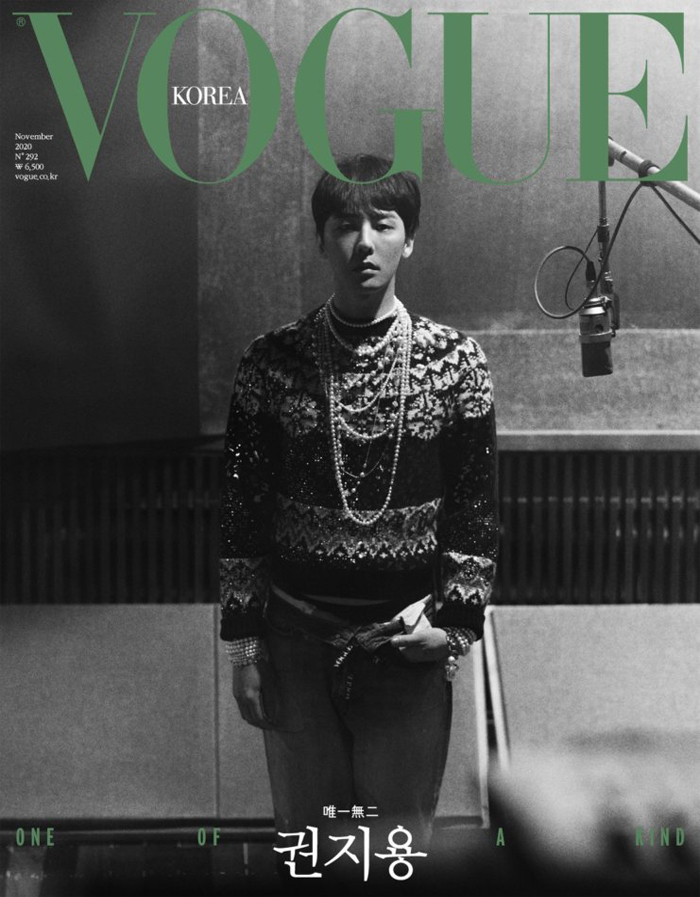 ®
VOGUE
KOREA
November
2020
N° 292
₩ 6,500
vogue.co.kr
唯一無二
ONE OF A KIND
권지용